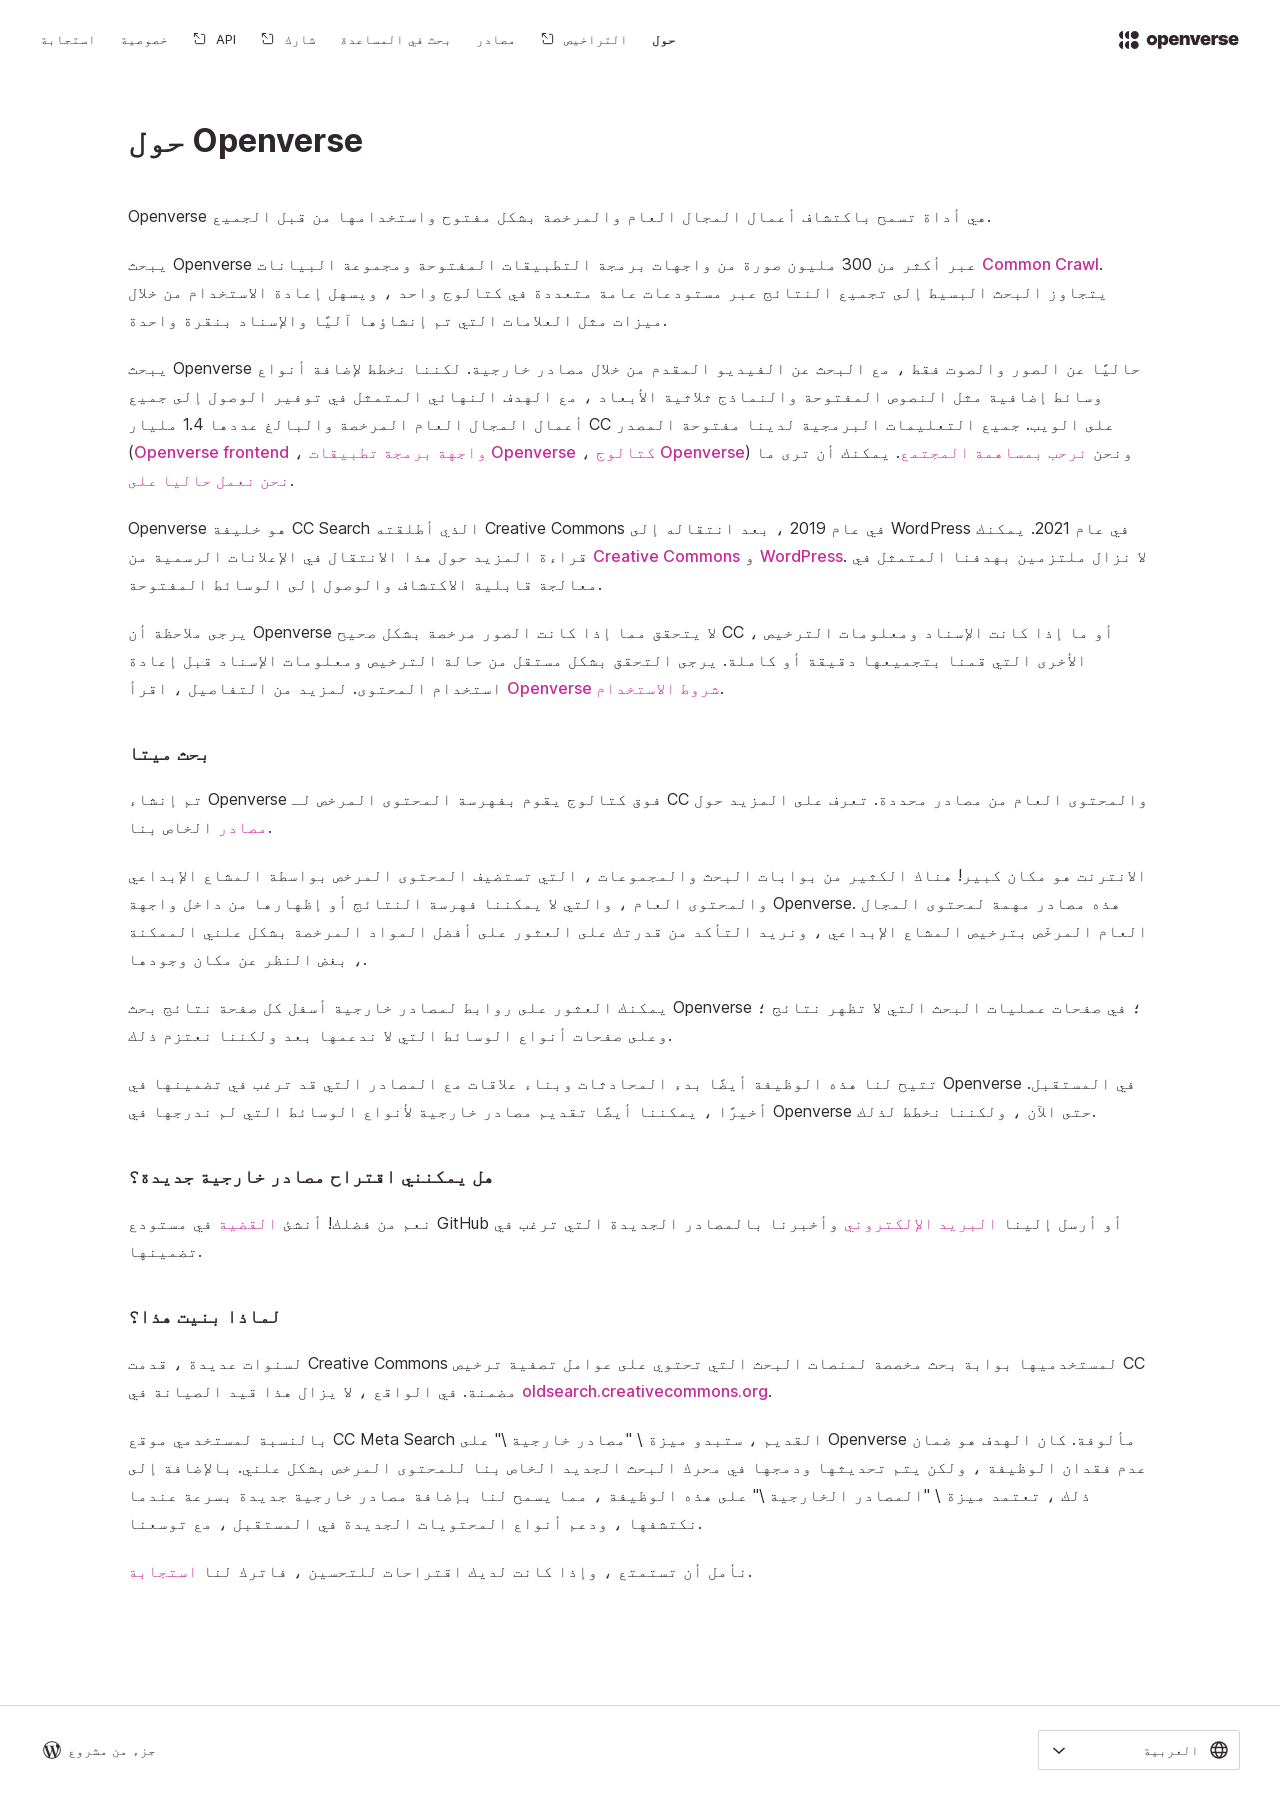 حول
التراخيص
مصادر
بحث في المساعدة
شارك
API
خصوصية
استجابة
openverse
حول Openverse
Openverse هي أداة تسمح باكتشاف أعمال المجال العام والمرخصة بشكل مفتوح واستخدامها من قبل الجميع.
يبحث Openverse عبر أكثر من 300 مليون صورة من واجهات برمجة التطبيقات المفتوحة ومجموعة البيانات Common Crawl.
يتجاوز البحث البسيط إلى تجميع النتائج عبر مستودعات عامة متعددة في كتالوج واحد ، ويسهل إعادة الاستخدام من خلال
ميزات مثل العلامات التي تم إنشاؤها آليًا والإسناد بنقرة واحدة.
يبحث Openverse حاليًا عن الصور والصوت فقط ، مع البحث عن الفيديو المقدم من خلال مصادر خارجية. لكننا نخطط لإضافة أنواع
وسائط إضافية مثل النصوص المفتوحة والنماذج ثلاثية الأبعاد ، مع الهدف النهائي المتمثل في توفير الوصول إلى جميع
أعمال المجال العام المرخصة والبالغ عددها 1.4 مليار CC على الويب. جميع التعليمات البرمجية لدينا مفتوحة المصدر
(Openverse frontend ، واجهة برمجة تطبيقات Openverse ، كتالوج Openverse) ونحن نرحب بمساهمة المجتمع. يمكنك أن ترى ما
نحن نعمل حاليا على.
Openverse هو خليفة CC Search الذي أطلقته Creative Commons في عام 2019 ، بعد انتقاله إلى WordPress في عام 2021. يمكنك
قراءة المزيد حول هذا الانتقال في الإعلانات الرسمية من Creative Commons و WordPress. لا نزال ملتزمين بهدفنا المتمثل في
معالجة قابلية الاكتشاف والوصول إلى الوسائط المفتوحة.
يرجى ملاحظة أن Openverse لا يتحقق مما إذا كانت الصور مرخصة بشكل صحيح CC ، أو ما إذا كانت الإسناد ومعلومات الترخيص
الأخرى التي قمنا بتجميعها دقيقة أو كاملة. يرجى التحقق بشكل مستقل من حالة الترخيص ومعلومات الإسناد قبل إعادة
استخدام المحتوى. لمزيد من التفاصيل ، اقرأ Openverse شروط الاستخدام.
بحث ميتا
تم إنشاء Openverse فوق كتالوج يقوم بفهرسة المحتوى المرخص لـ CC والمحتوى العام من مصادر محددة. تعرف على المزيد حول
مصادر الخاص بنا.
الانترنت هو مكان كبير! هناك الكثير من بوابات البحث والمجموعات ، التي تستضيف المحتوى المرخص بواسطة المشاع الإبداعي
والمحتوى العام ، والتي لا يمكننا فهرسة النتائج أو إظهارها من داخل واجهة Openverse. هذه مصادر مهمة لمحتوى المجال
العام المرخّص بترخيص المشاع الإبداعي ، ونريد التأكد من قدرتك على العثور على أفضل المواد المرخصة بشكل علني الممكنة
، بغض النظر عن مكان وجودها.
يمكنك العثور على روابط لمصادر خارجية أسفل كل صفحة نتائج بحث Openverse ؛ في صفحات عمليات البحث التي لا تظهر نتائج ؛
وعلى صفحات أنواع الوسائط التي لا ندعمها بعد ولكننا نعتزم ذلك.
تتيح لنا هذه الوظيفة أيضًا بدء المحادثات وبناء علاقات مع المصادر التي قد ترغب في تضمينها في Openverse في المستقبل.
أخيرًا ، يمكننا أيضًا تقديم مصادر خارجية لأنواع الوسائط التي لم ندرجها في Openverse حتى الآن ، ولكننا نخطط لذلك.
هل يمكنني اقتراح مصادر خارجية جديدة؟
نعم من فضلك! أنشئ القضية في مستودع GitHub أو أرسل إلينا البريد الإلكتروني وأخبرنا بالمصادر الجديدة التي ترغب في
تضمينها.
لماذا بنيت هذا؟
لسنوات عديدة ، قدمت Creative Commons لمستخدميها بوابة بحث مخصصة لمنصات البحث التي تحتوي على عوامل تصفية ترخيص CC
مضمنة. في الواقع ، لا يزال هذا قيد الصيانة في oldsearch.creativecommons.org.
بالنسبة لمستخدمي موقع CC Meta Search القديم ، ستبدو ميزة \ "مصادر خارجية \" على Openverse مألوفة. كان الهدف هو ضمان
عدم فقدان الوظيفة ، ولكن يتم تحديثها ودمجها في محرك البحث الجديد الخاص بنا للمحتوى المرخص بشكل علني. بالإضافة إلى
ذلك ، تعتمد ميزة \ "المصادر الخارجية \" على هذه الوظيفة ، مما يسمح لنا بإضافة مصادر خارجية جديدة بسرعة عندما
نكتشفها ، ودعم أنواع المحتويات الجديدة في المستقبل ، مع توسعنا.
نأمل أن تستمتع ، وإذا كانت لديك اقتراحات للتحسين ، فاترك لنا استجابة.
جزء من مشروع
العربية